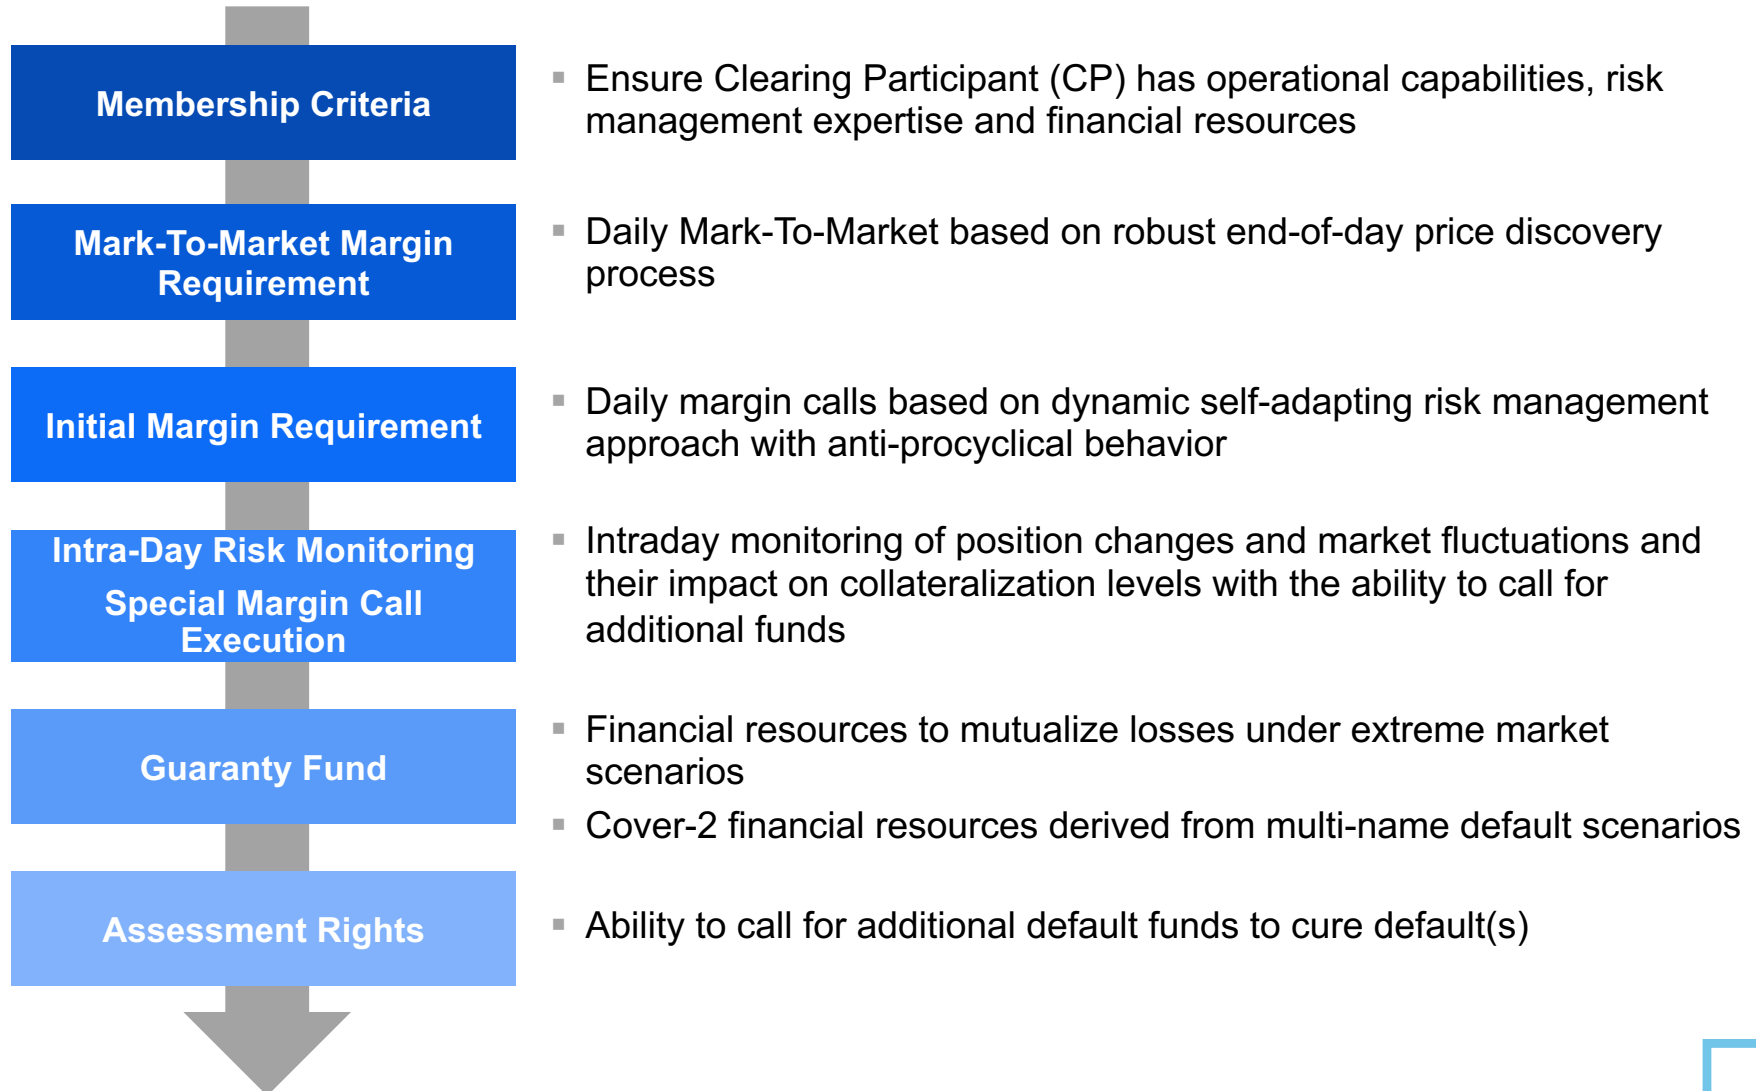 Membership Criteria
▪ Ensure Clearing Participant (CP) has operational capabilities, risk
management expertise and financial resources
Mark-To-Market Margin
Requirement
▪ Daily Mark-To-Market based on robust end-of-day price discovery
process
Initial Margin Requirement
▪ Daily margin calls based on dynamic self-adapting risk management
approach with anti-procyclical behavior
Intra-Day Risk Monitoring
Special Margin Call
Execution
▪ Intraday monitoring of position changes and market fluctuations and
their impact on collateralization levels with the ability to call for
additional funds
Guaranty Fund
▪ Financial resources to mutualize losses under extreme market
scenarios
▪ Cover-2 financial resources derived from multi-name default scenarios
Assessment Rights
▪ Ability to call for additional default funds to cure default(s)